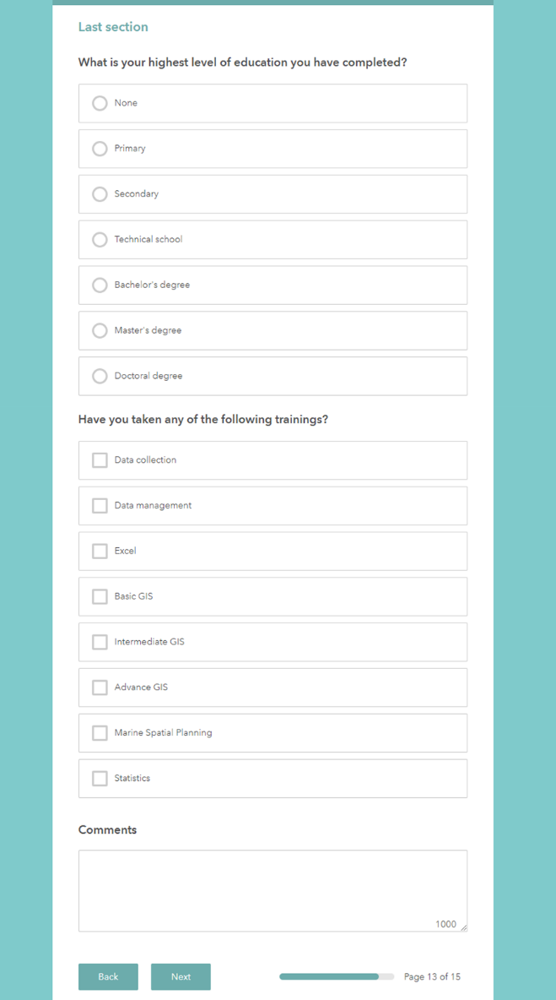 Last section
What is your highest level of education you have completed?
None
Primary
Secondary
Technical school
Bachelor's degree
Master's degree
Doctoral degree
Have you taken any of the following trainings?
Data collection
Data management
Excel
Basic GIS
Intermediate GIS
Advance GIS
Marine Spatial Planning
Statistics
Comments
1000
Back Next Page 13 of 15